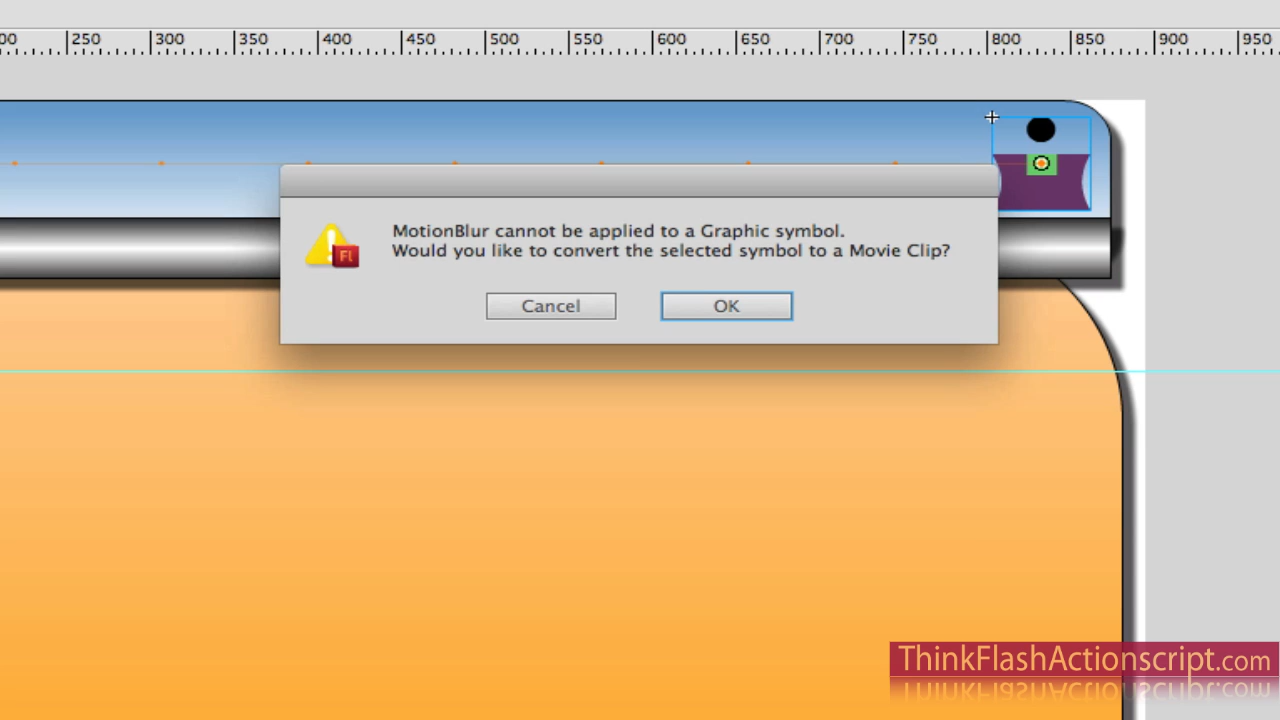 00 250 300 350 400 450 500 550 600 650 700 750 800 850 900 950
MotionBlur cannot be applied to a Graphic symbol.
Would you like to convert the selected symbol to a Movie Clip?
Fl
Cancel OK
ThinkFlashActionscript.com